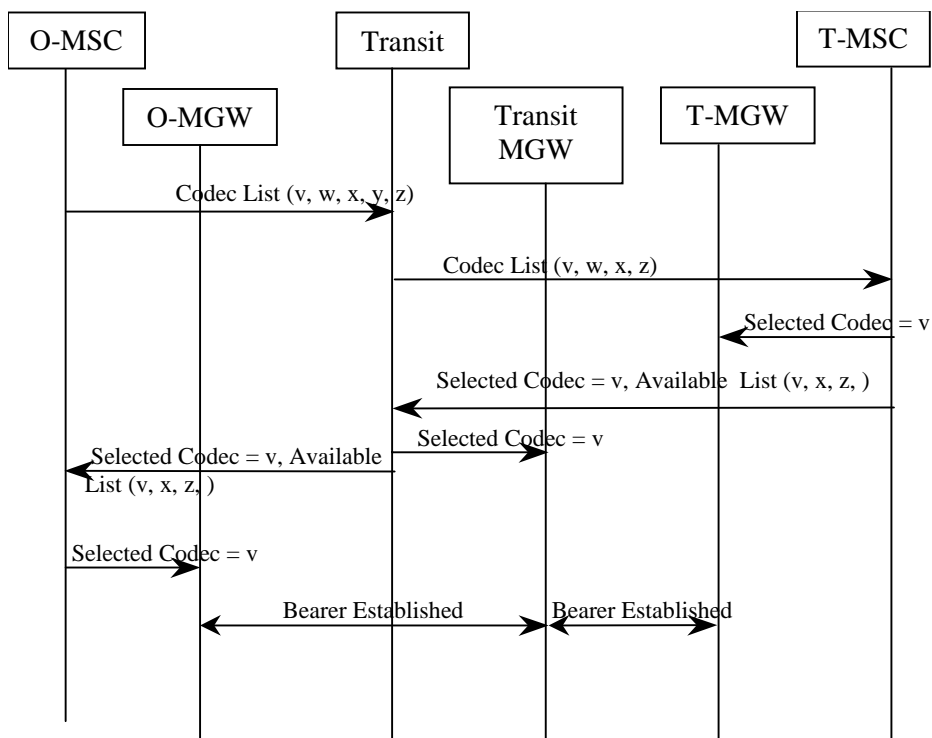 O-MSC
Transit
T-MSC
O-MGW
Transit
MGW
T-MGW
Codec List (v, w, x, y, z)
Codec List (v, w, x, z)
Selected Codec = v
Selected Codec = v, Available List (v, x, z, )
Selected Codec = v
Selected Codec = v, Available
List (v, x, z, )
Selected Codec = v
Bearer Established
Bearer Established